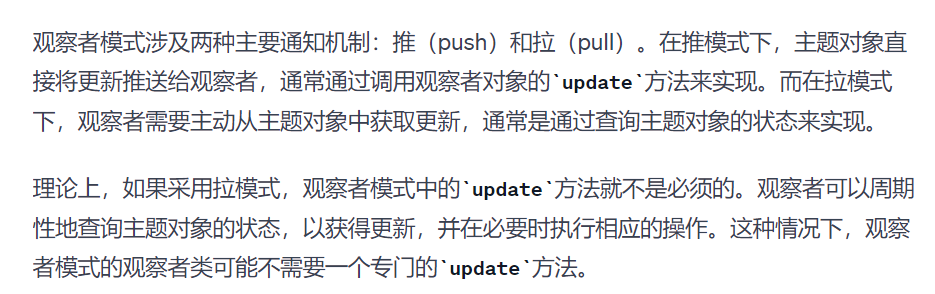 观察者模式涉及两种主要通知机制：推（push）和拉（pull）。在推模式下，主题对象直
接将更新推送给观察者，通常通过调用观察者对象的`update`方法来实现。而在拉模式
下，观察者需要主动从主题对象中获取更新，通常是通过查询主题对象的状态来实现。
理论上，如果采用拉模式，观察者模式中的`update`方法就不是必须的。观察者可以周期
性地查询主题对象的状态，以获得更新，并在必要时执行相应的操作。这种情况下，观察
者模式的观察者类可能不需要一个专门的`update`方法。